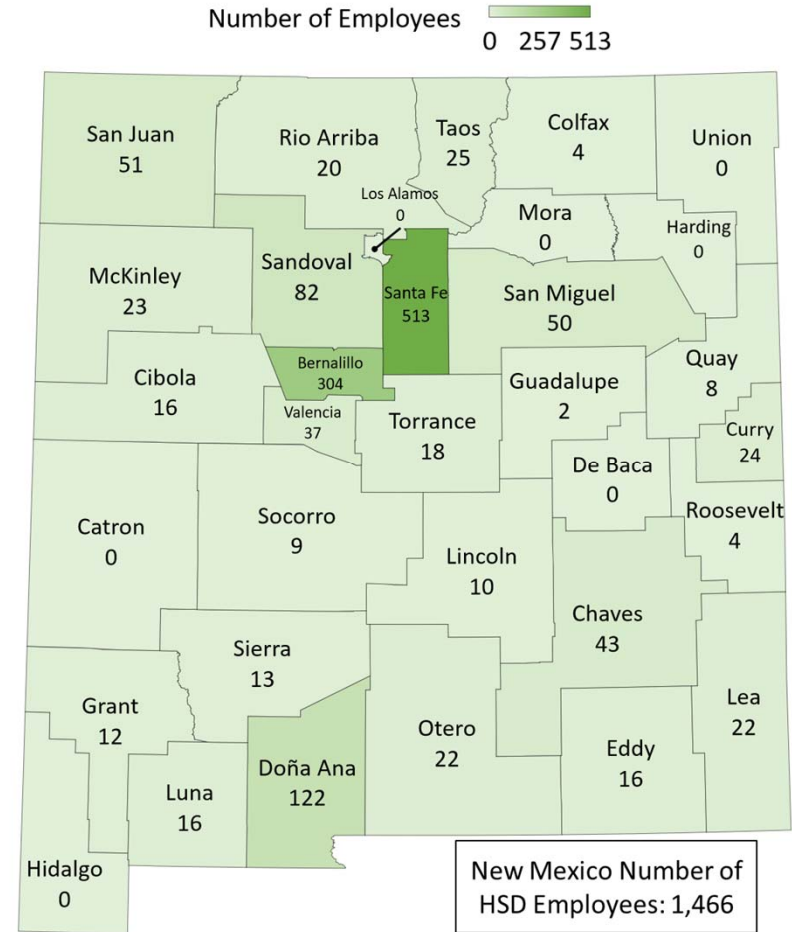 Number of Employees
0 257 513
San Juan
51
Rio Arriba
20
Taos
25
Colfax
4
Union
0
Los Alamos
0
Mora
0
Harding
0
McKinley
23
Sandoval
82
Santa Fe
513
San Miguel
50
Cibola
16
Bernalillo
304
Valencia
37
Torrance
18
Guadalupe
2
Quay
8
Curry
24
De Baca
0
Roosevelt
4
Catron
0
Socorro
9
Lincoln
10
Chaves
43
Sierra
13
Grant
12
Luna
16
Doña Ana
122
Otero
22
Eddy
16
Lea
22
Hidalgo
0
New Mexico Number of
HSD Employees: 1,466